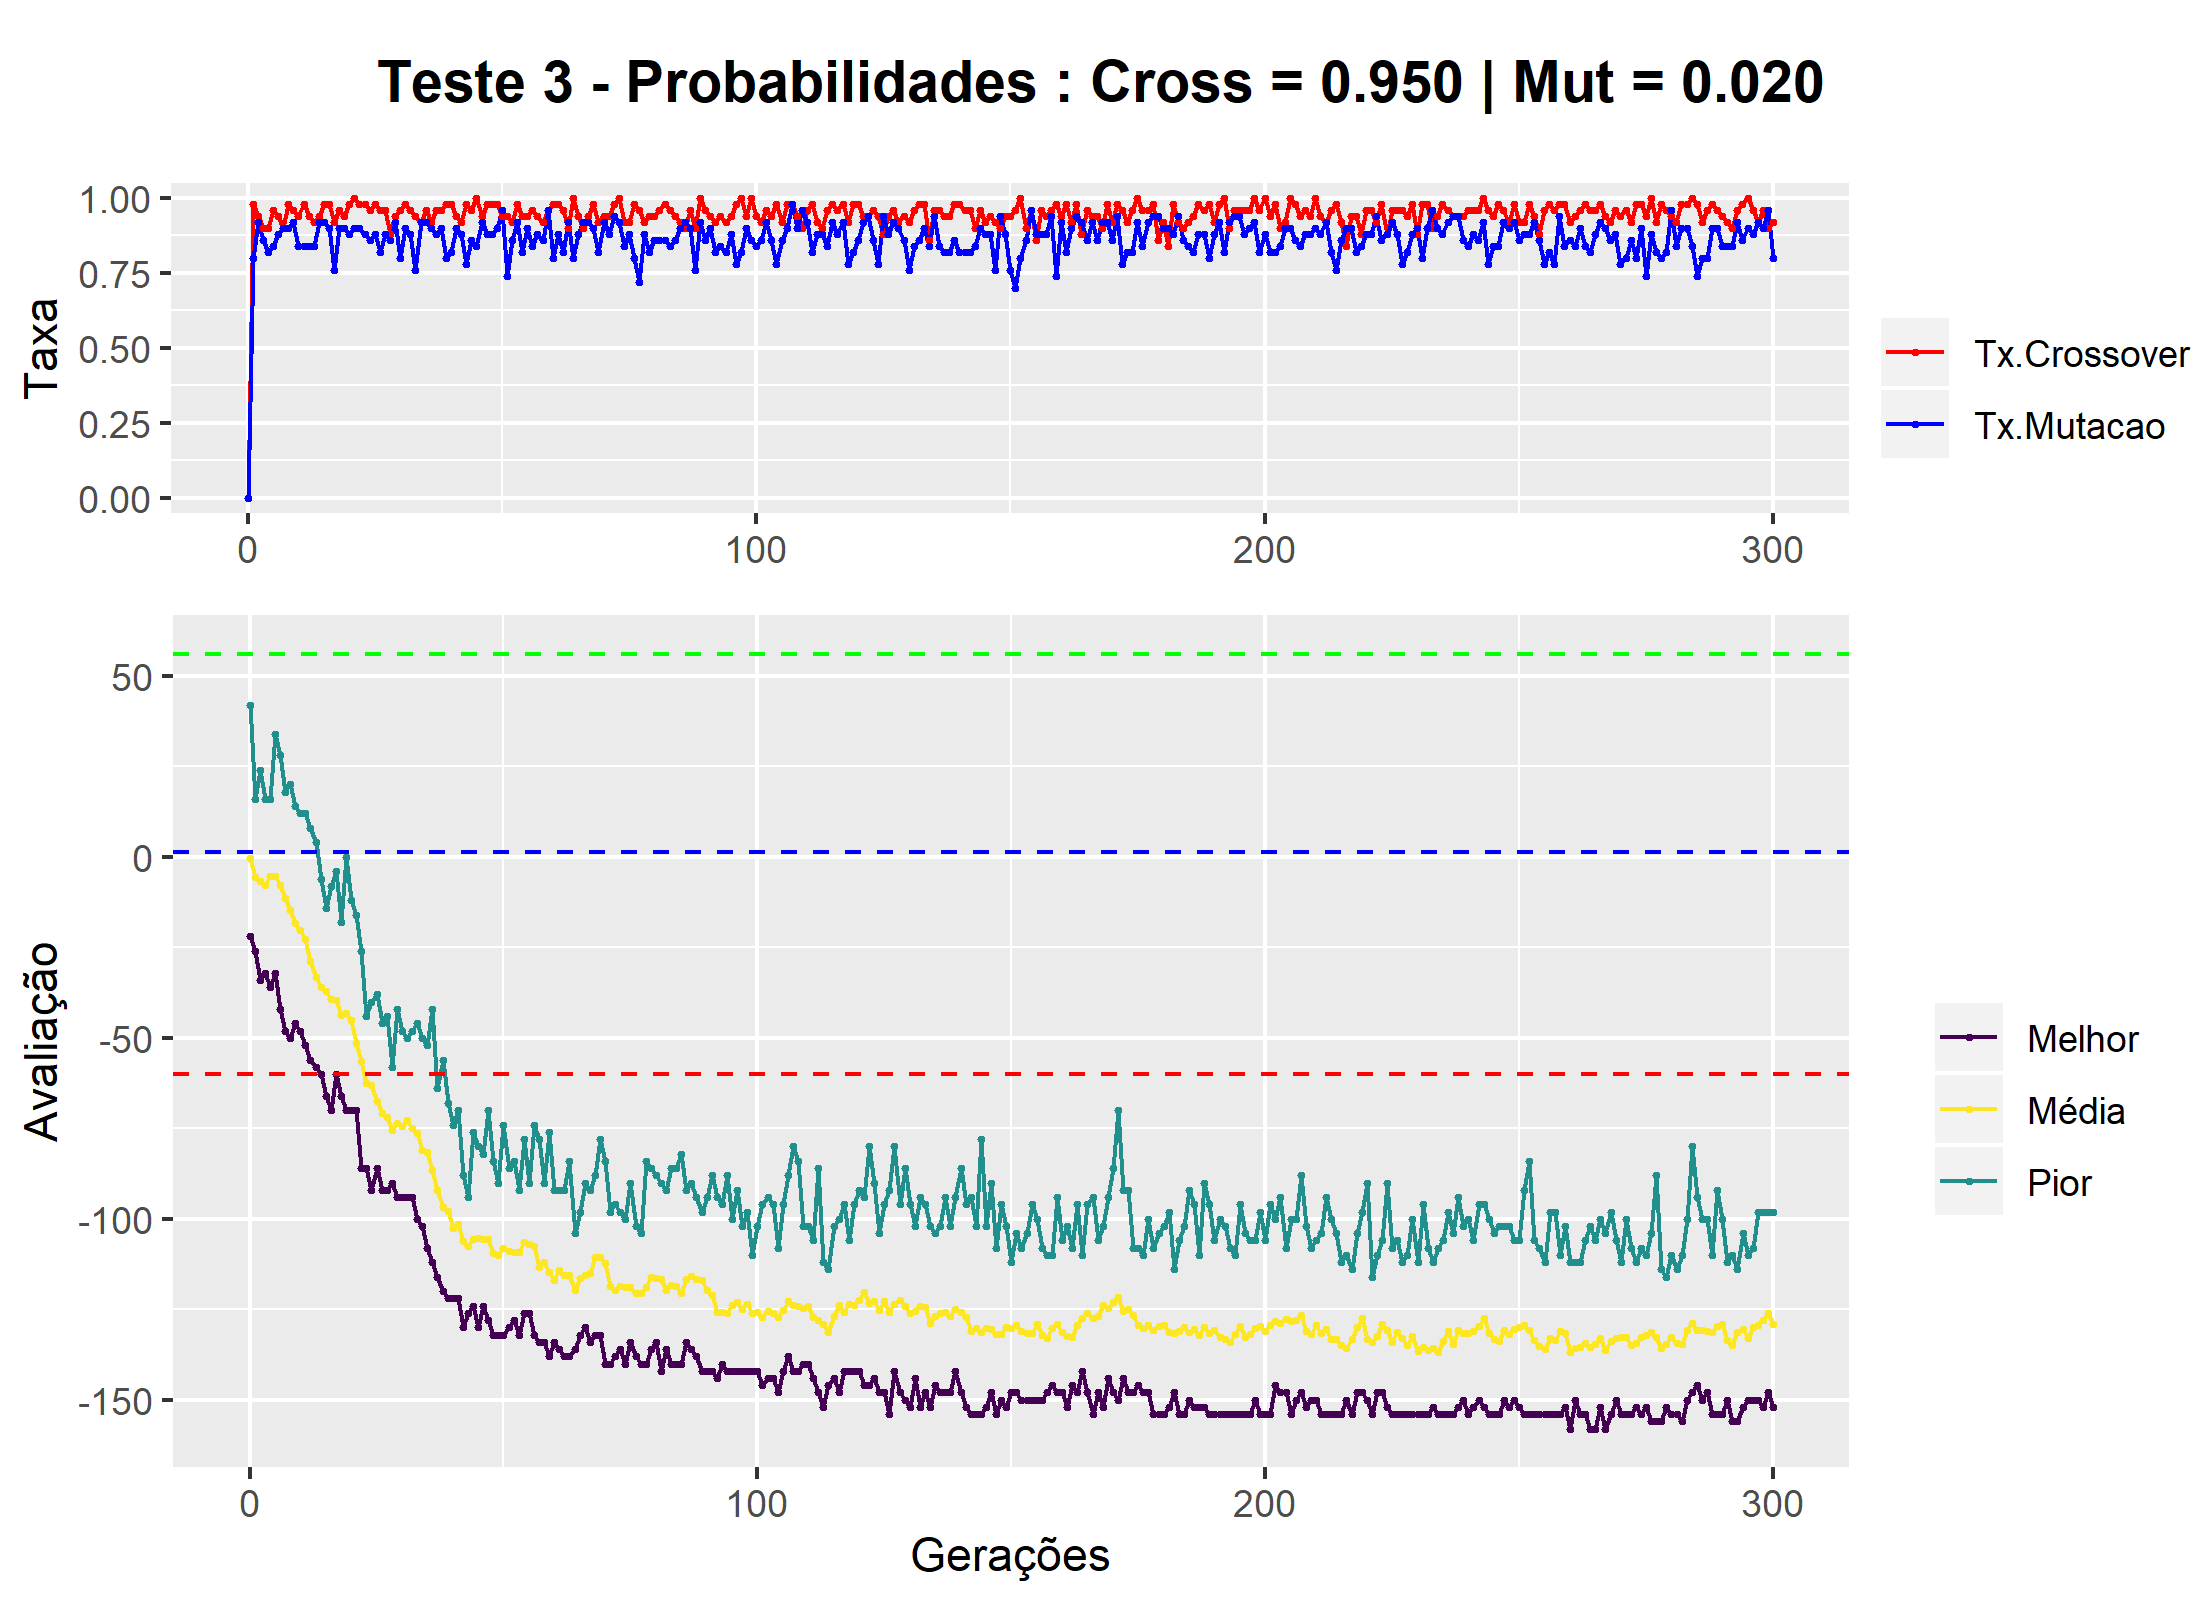 Teste 3 - Probabilidades : Cross = 0.950 | Mut = 0.020
Taxa
1.00
0.75
0.50
0.25
0.00
0 100 200 300
Tx.Crossover
Tx.Mutacao
Avaliação
50
0
-50
-100
-150
0 100 200 300
Gerações
Melhor
Média
Pior